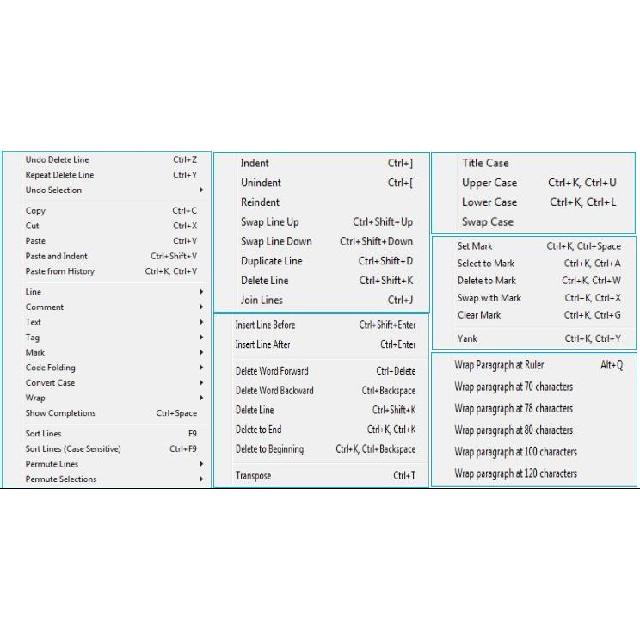 Undo Delete Line Ctrl+Z
Repeat Delete Line Ctrl+Y
Undo Selection
Copy Ctrl+C
Cut Ctrl+X
Paste Ctrl+V
Paste and Indent Ctrl+Shift+V
Paste from History Ctrl+K, Ctrl+V
Line
Comment
Text
Tag
Mark
Code Folding
Convert Case
Wrap
Show Completions Ctrl+Space
Sort Lines F9
Sort Lines (Case Sensitive) Ctrl+F9
Permute Lines
Permute Selections
Indent Ctrl+]
Unindent Ctrl+[
Reindent
Swap Line Up Ctrl+Shift+Up
Swap Line Down Ctrl+Shift+Down
Duplicate Line Ctrl+Shift+D
Delete Line Ctrl+Shift+K
Join Lines Ctrl+J
Insert Line Before Ctrl+Shift+Enter
Insert Line After Ctrl+Enter
Delete Word Forward Ctrl+Delete
Delete Word Backward Ctrl+Backspace
Delete Line Ctrl+Shift+K
Delete to End Ctrl+K, Ctrl+K
Delete to Beginning Ctrl+K, Ctrl+Backspace
Transpose Ctrl+T
Title Case
Upper Case Ctrl+K, Ctrl+U
Lower Case Ctrl+K, Ctrl+L
Swap Case
Set Mark Ctrl+K, Ctrl+Space
Select to Mark Ctrl+K, Ctrl+A
Delete to Mark Ctrl+K, Ctrl+W
Swap with Mark Ctrl+K, Ctrl+X
Clear Mark Ctrl+K, Ctrl+G
Yank Ctrl+K, Ctrl+Y
Wrap Paragraph at Ruler Alt+Q
Wrap paragraph at 70 characters
Wrap paragraph at 78 characters
Wrap paragraph at 80 characters
Wrap paragraph at 100 characters
Wrap paragraph at 120 characters